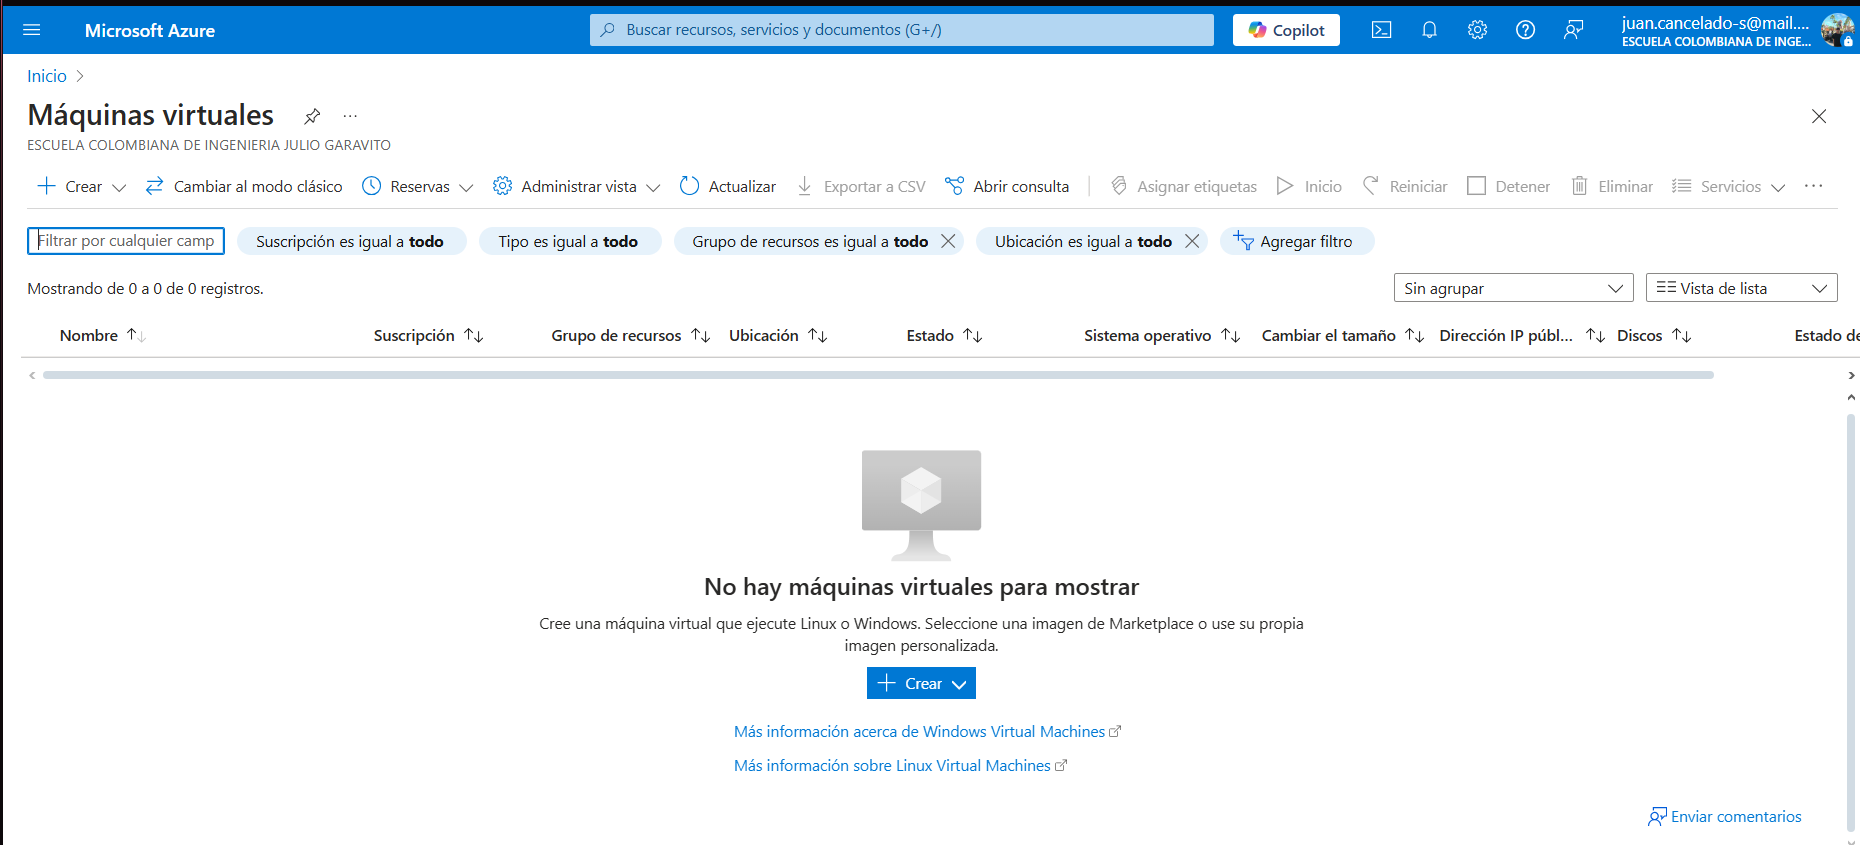 Microsoft Azure
Buscar recursos, servicios y documentos (G+/)
Copilot
juan.cancelado-s@mail....
ESCUELA COLOMBIANA DE INGE...
Inicio
Máquinas virtuales
ESCUELA COLOMBIANA DE INGENIERIA JULIO GARAVITO
Crear Cambiar al modo clásico Reservas Administrar vista Actualizar Exportar a CSV Abrir consulta Asignar etiquetas Inicio Reiniciar Detener Eliminar Servicios
Filtrar por cualquier camp Suscripción es igual a todo Tipo es igual a todo Grupo de recursos es igual a todo Ubicación es igual a todo Agregar filtro
Mostrando de 0 a 0 de 0 registros. Sin agrupar Vista de lista
Nombre Suscripción Grupo de recursos Ubicación Estado Sistema operativo Cambiar el tamaño Dirección IP públ... Discos Estado de
No hay máquinas virtuales para mostrar
Cree una máquina virtual que ejecute Linux o Windows. Seleccione una imagen de Marketplace o use su propia
imagen personalizada.
Crear
Más información acerca de Windows Virtual Machines
Más información sobre Linux Virtual Machines
Enviar comentarios